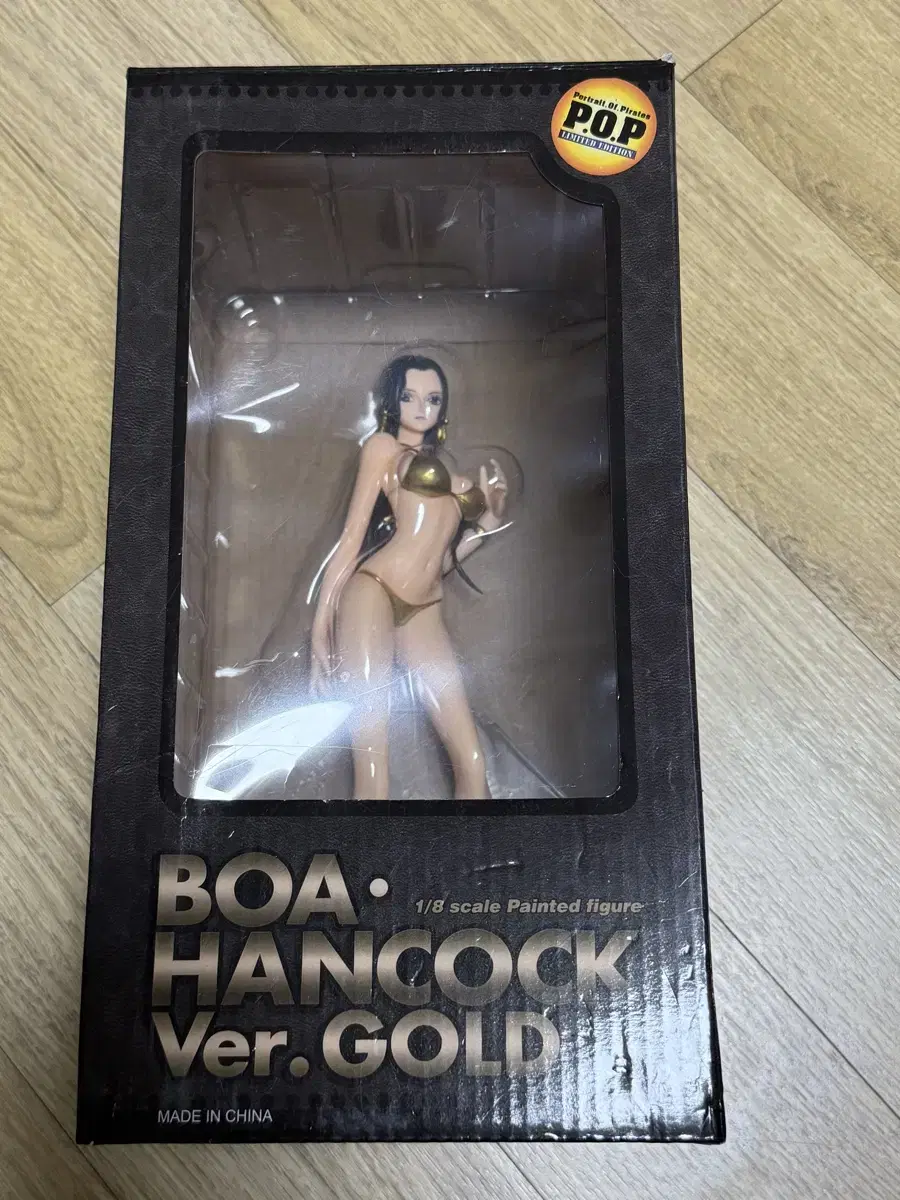 Portrait.Of.Pirates
P.O.P
LIMITED EDITION
BOA·
1/8 scale Painted figure
HANCOCK
Ver.GOLD
MADE IN CHINA